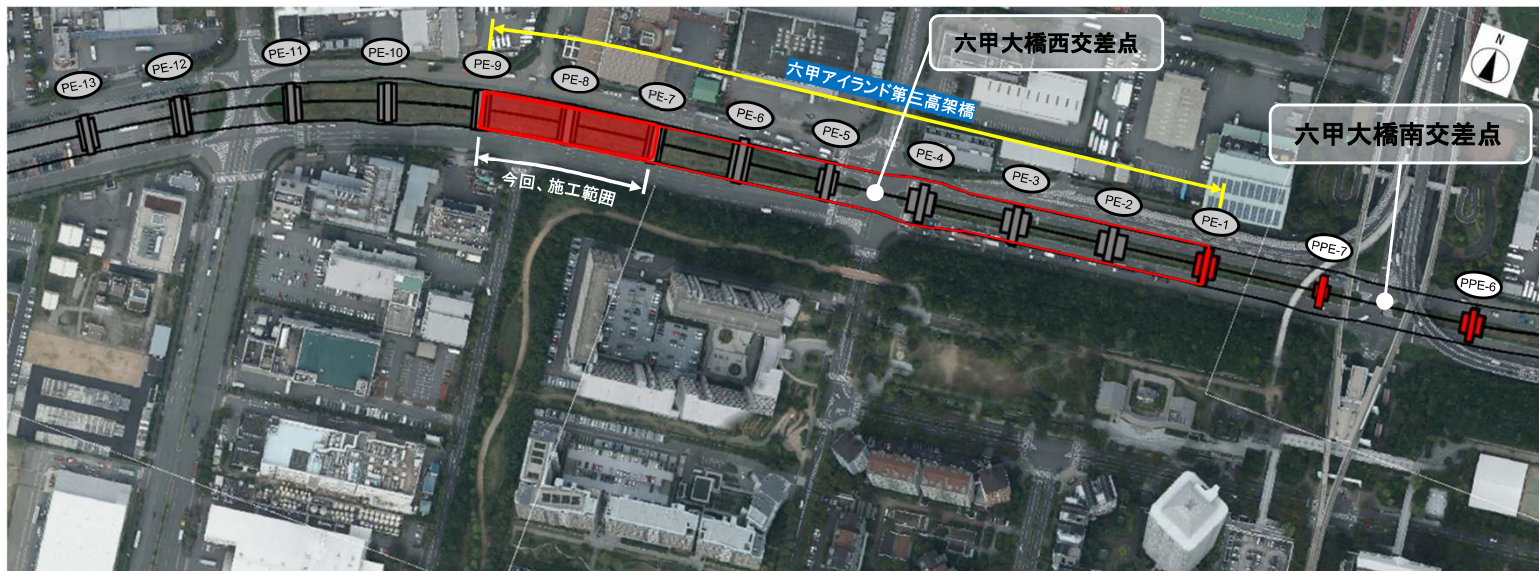 六甲大橋西交差点
N
PE-11
PE-10
PE-12
PE-9
PE-13
PE-8
六甲アイランド第三高架橋
PE-7
PE-6
六甲大橋南交差点
PE-5
PE-4
PE-3
今回、施工範囲
PE-2
PE-1
PPE-7
PPE-6